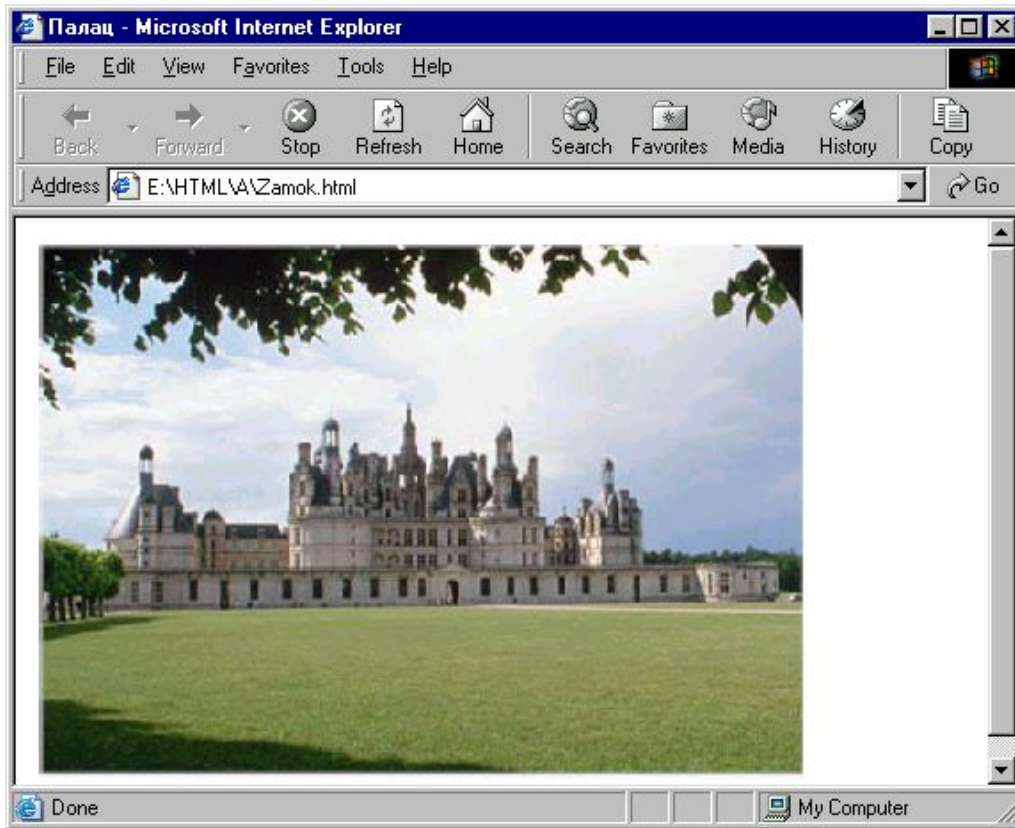 Палац - Microsoft Internet Explorer
File Edit View Favorites Tools Help
Back Forward Stop Refresh Home Search Favorites Media History Copy
Address E:\HTML\A\Zamok.html Go
Done My Computer